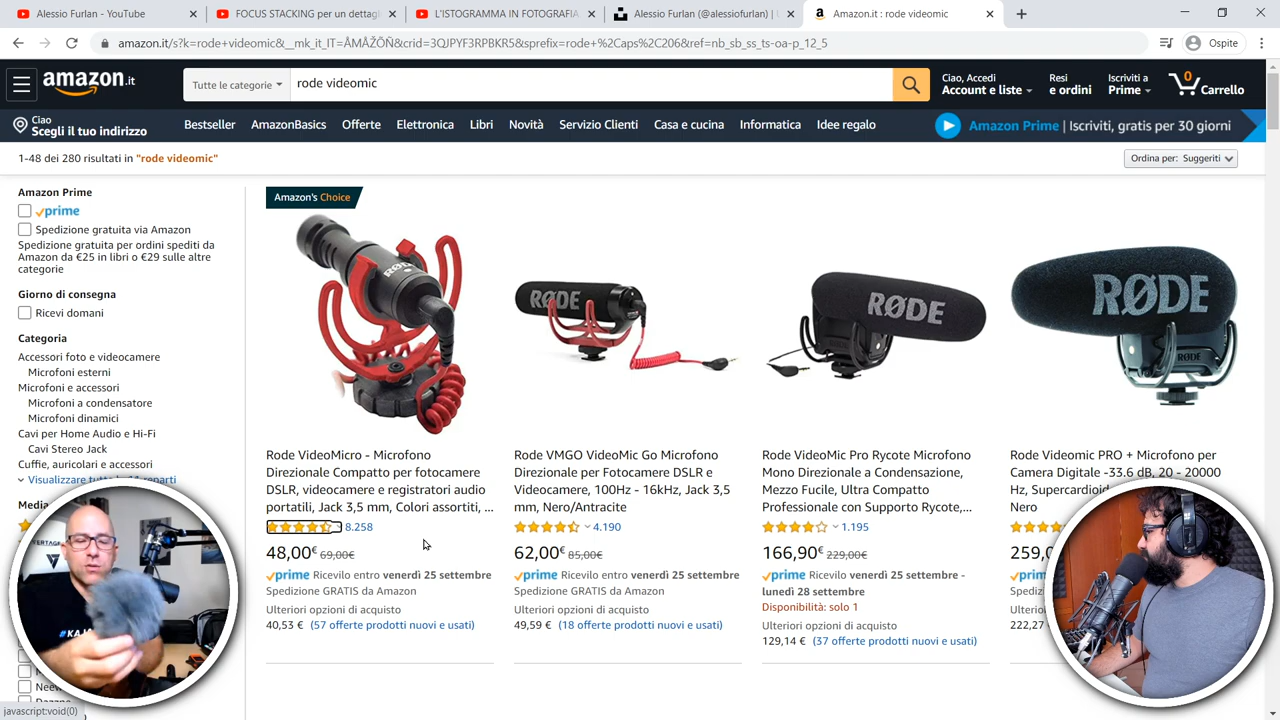 Alessio Furlan - YouTube
FOCUS STACKING per un dettagl
L'ISTOGRAMMA IN FOTOGRAFIA
Alessio Furlan (@alessiofurlan) | U
Amazon.it : rode videomic
amazon.it/s?k=rode+videomic&__mk_it_IT=ÅMÅŽÕÑ&crid=3QJPYF3RPBKR5&sprefix=rode+%2Caps%2C206&ref=nb_sb_ss_ts-oa-p_12_5
Ospite
amazon.it
Tutte le categorie
rode videomic
Ciao, Accedi
Account e liste
Resi
e ordini
Iscriviti a
Prime
0
Carrello
Ciao
Scegli il tuo indirizzo
Bestseller
AmazonBasics
Offerte
Elettronica
Libri
Novità
Servizio Clienti
Casa e cucina
Informatica
Idee regalo
Amazon Prime | Iscriviti, gratis per 30 giorni
1-48 dei 280 risultati in "rode videomic"
Ordina per: Suggeriti
Amazon Prime
prime
Spedizione gratuita via Amazon
Spedizione gratuita per ordini spediti da
Amazon da €25 in libri o €29 sulle altre
categorie
Giorno di consegna
Ricevi domani
Categoria
Accessori foto e videocamere
Microfoni esterni
Microfoni e accessori
Microfoni a condensatore
Microfoni dinamici
Cavi per Home Audio e Hi-Fi
Cavi Stereo Jack
Cuffie, auricolari e accessori
Amazon's Choice
RØDE
RØDE
RØDE
RØDE
Rode VideoMicro - Microfono
Direzionale Compatto per fotocamere
DSLR, videocamere e registratori audio
portatili, Jack 3,5 mm, Colori assortiti, ...
8.258
48,00€ 69,00€
prime Ricevilo entro venerdì 25 settembre
Spedizione GRATIS da Amazon
Ulteriori opzioni di acquisto
40,53 € (57 offerte prodotti nuovi e usati)
Rode VMGO VideoMic Go Microfono
Direzionale per Fotocamere DSLR e
Videocamere, 100Hz - 16kHz, Jack 3,5
mm, Nero/Antracite
4.190
62,00€ 85,00€
prime Ricevilo entro venerdì 25 settembre
Spedizione GRATIS da Amazon
Ulteriori opzioni di acquisto
49,59 € (18 offerte prodotti nuovi e usati)
Rode VideoMic Pro Rycote Microfono
Mono Direzionale a Condensazione,
Mezzo Fucile, Ultra Compatto
Professionale con Supporto Rycote,...
1.195
166,90€ 229,00€
prime Ricevilo venerdì 25 settembre -
lunedì 28 settembre
Disponibilità: solo 1
Ulteriori opzioni di acquisto
129,14 € (37 offerte prodotti nuovi e usati)
Rode Videomic PRO + Microfono per
Camera Digitale -33.6 dB, 20 - 20000
Hz, Supercardioid
Nero
259,0
prime
Spedizio
Ulteriori
222,27
javascript:void(0)